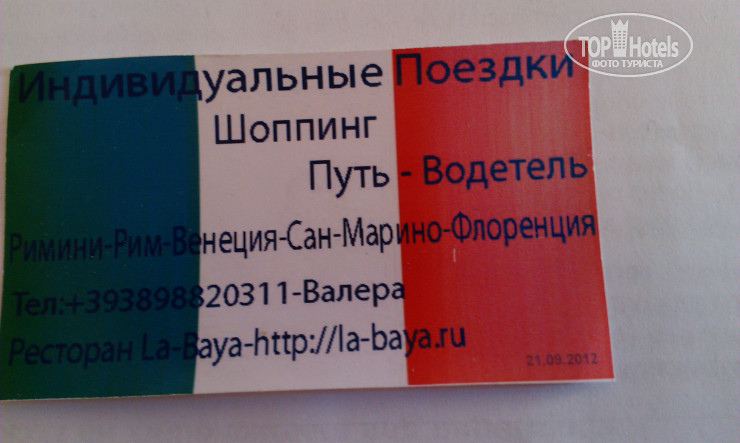 TOP Hotels
ФОТО ТУРИСТА
Индивидуальные Поездки
Шоппинг
Путь - Водетель
Римини-Рим-Венеция-Сан-Марино-Флоренция
Тел:+393898820311-Валера
Ресторан La-Baya-http://la-baya.ru
21.09.2012